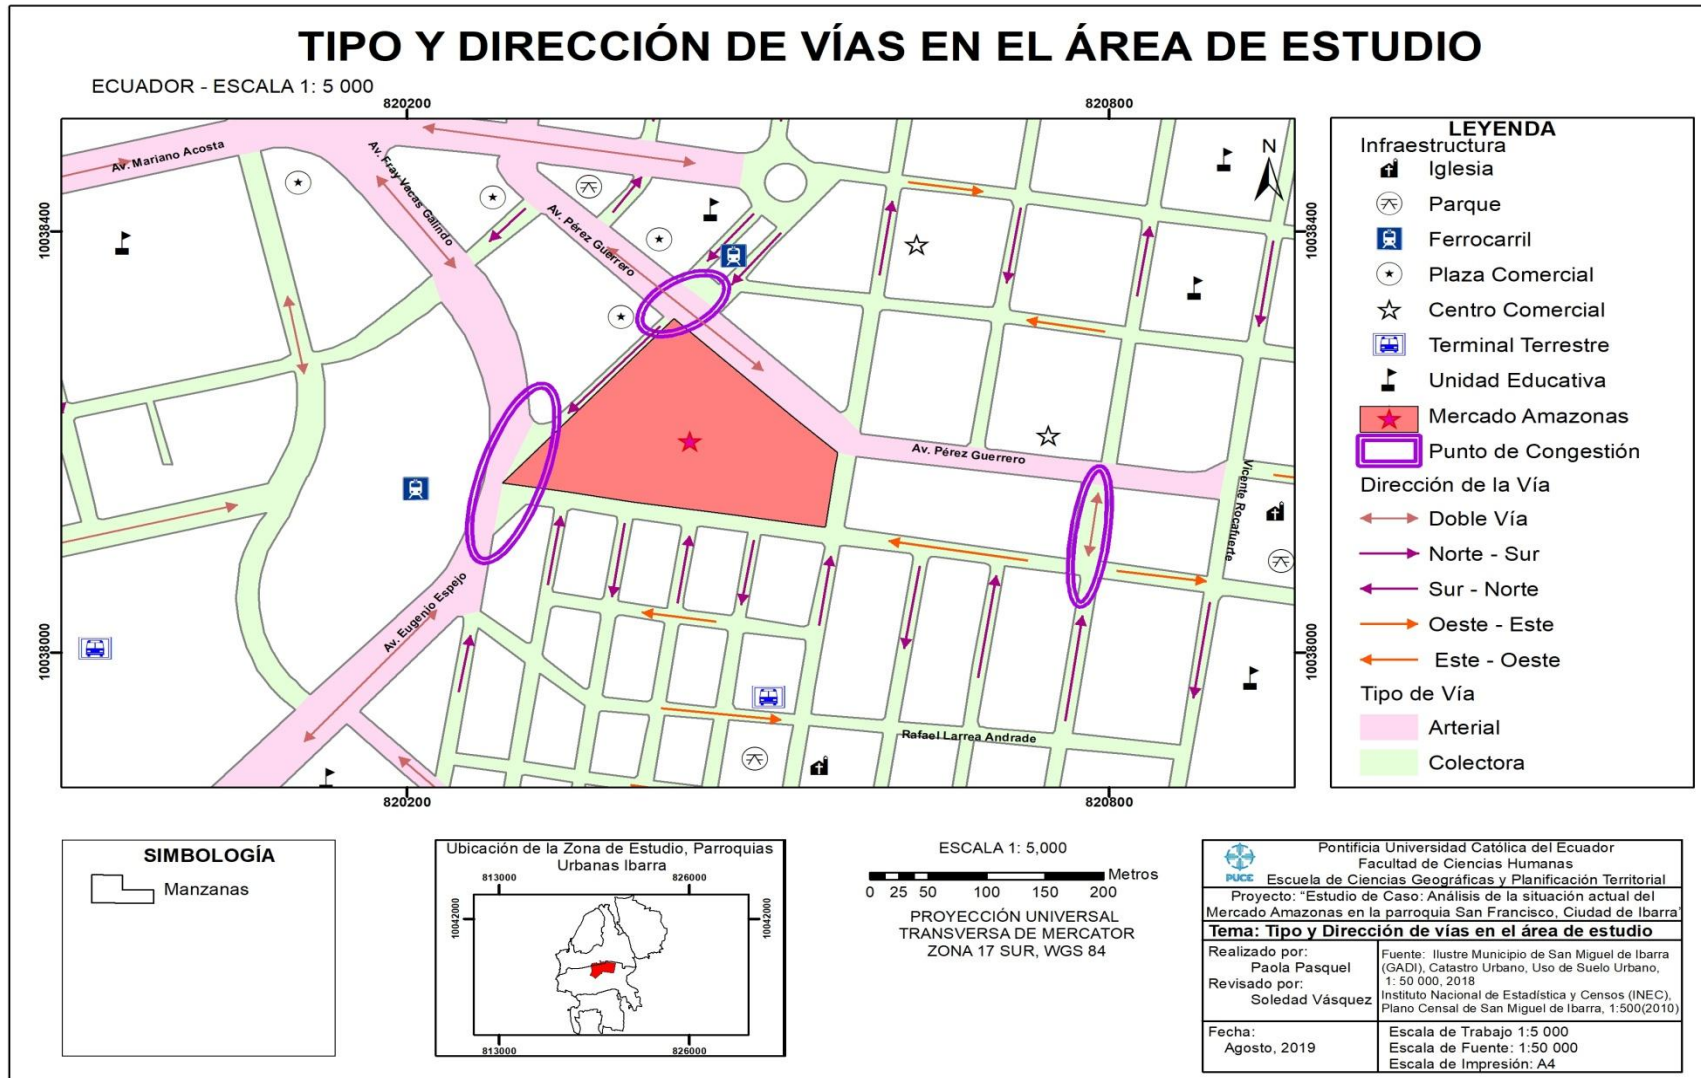 TIPO Y DIRECCIÓN DE VÍAS EN EL ÁREA DE ESTUDIO
ECUADOR - ESCALA 1: 5 000
820200
820800
10038400
10038400
10038000
10038000
820200
820800
N
Av. Mariano Acosta
Av. Fray Vacas Galindo
Av. Pérez Guerrero
Av. Pérez Guerrero
Vicente Rocafuerte
Av. Eugenio Espejo
Rafael Larrea Andrade
LEYENDA
Infraestructura
Iglesia
Parque
Ferrocarril
Plaza Comercial
Centro Comercial
Terminal Terrestre
Unidad Educativa
Mercado Amazonas
Punto de Congestión
Dirección de la Vía
Doble Vía
Norte - Sur
Sur - Norte
Oeste - Este
Este - Oeste
Tipo de Vía
Arterial
Colectora
SIMBOLOGÍA
Manzanas
Ubicación de la Zona de Estudio, Parroquias
Urbanas Ibarra
813000
826000
10042000
10042000
813000
826000
ESCALA 1: 5,000
Metros
0 25 50 100 150 200
PROYECCIÓN UNIVERSAL
TRANSVERSA DE MERCATOR
ZONA 17 SUR, WGS 84
PUCE
Pontificia Universidad Católica del Ecuador
Facultad de Ciencias Humanas
Escuela de Ciencias Geográficas y Planificación Territorial
Proyecto: "Estudio de Caso: Análisis de la situación actual del
Mercado Amazonas en la parroquia San Francisco, Ciudad de Ibarra'
Tema: Tipo y Dirección de vías en el área de estudio
Realizado por:
Paola Pasquel
Revisado por:
Soledad Vásquez
Fuente: Ilustre Municipio de San Miguel de Ibarra
(GADI), Catastro Urbano, Uso de Suelo Urbano,
1: 50 000, 2018
Instituto Nacional de Estadística y Censos (INEC),
Plano Censal de San Miguel de Ibarra, 1:500(2010)
Fecha:
Agosto, 2019
Escala de Trabajo 1:5 000
Escala de Fuente: 1:50 000
Escala de Impresión: A4